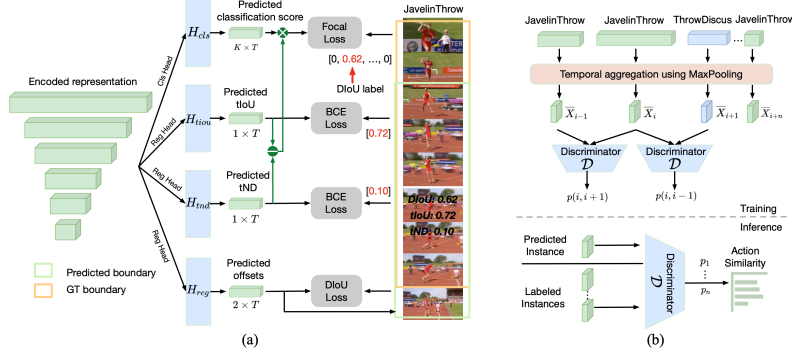 Encoded representation
Cls Head
Reg Head
Reg Head
Reg Head
H_cls
H_tiou
H_tnd
H_reg
Predicted
classification score
K × T
Predicted
tIoU
1 × T
Predicted
tND
1 × T
Predicted
offsets
2 × T
Focal
Loss
[0, 0.62, ..., 0]
DIoU label
BCE
Loss
[0.72]
BCE
Loss
[0.10]
DIoU
Loss
JavelinThrow
DIoU: 0.62
tIoU: 0.72
tND: 0.10
Predicted boundary
GT boundary
(a)
JavelinThrow JavelinThrow ThrowDiscus ... JavelinThrow
Temporal aggregation using MaxPooling
X̅_{i−1} X̅_i X̅_{i+1} X̅_{i+n}
Discriminator
D
Discriminator
D
p(i, i+1) p(i, i−1)
Training
Inference
Predicted
Instance
Labeled
Instances
Discriminator
D
p_1
⋮
p_n
Action
Similarity
(b)